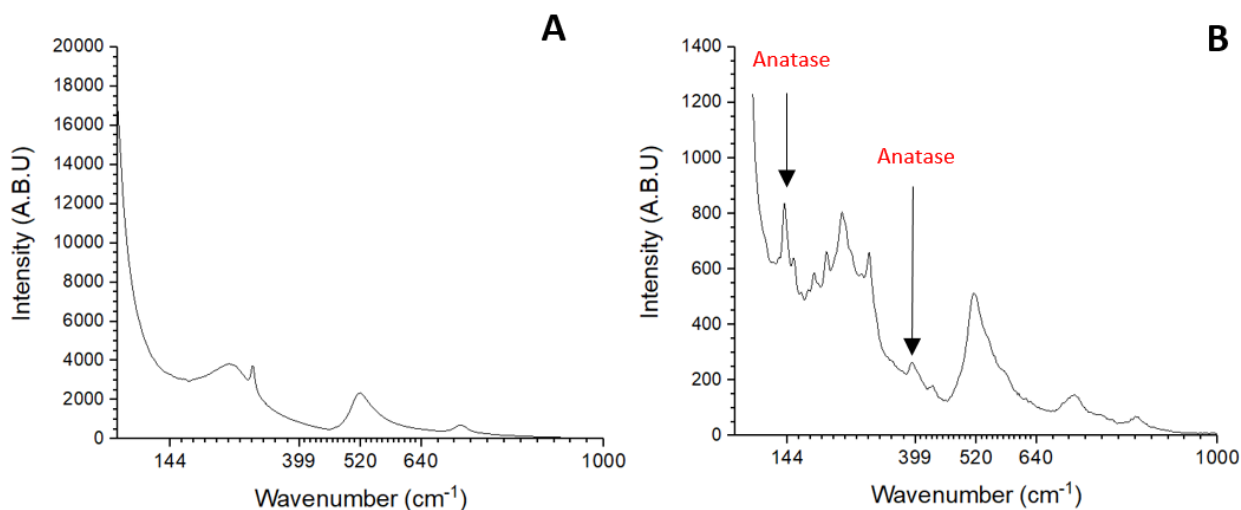 A
20000
18000
16000
14000
12000
10000
8000
6000
4000
2000
0
Intensity (A.B.U)
144 399 520 640 1000
Wavenumber (cm⁻¹)
B
Anatase
Anatase
1400
1200
1000
800
600
400
200
0
Intensity (A.B.U)
144 399 520 640 1000
Wavenumber (cm⁻¹)